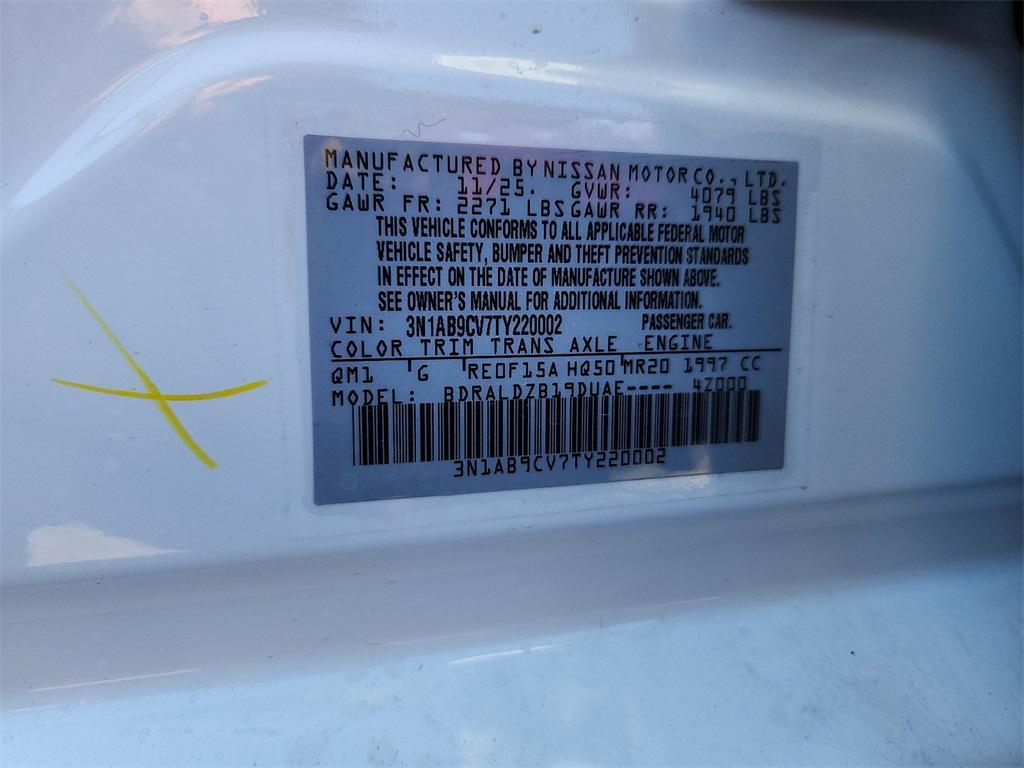 MANUFACTURED BY NISSAN MOTOR CO., LTD.
DATE: 11/25. GVWR: 4079 LBS
GAWR FR: 2271 LBS GAWR RR: 1940 LBS
THIS VEHICLE CONFORMS TO ALL APPLICABLE FEDERAL MOTOR
VEHICLE SAFETY, BUMPER AND THEFT PREVENTION STANDARDS
IN EFFECT ON THE DATE OF MANUFACTURE SHOWN ABOVE.
SEE OWNER'S MANUAL FOR ADDITIONAL INFORMATION.
VIN: 3N1AB9CV7TY220002 PASSENGER CAR.
COLOR TRIM TRANS AXLE ENGINE
QM1 G RE0F15A HQ50 MR20 1997 CC
MODEL: BDRALDZB19DUAE---- 4Z000
3N1AB9CV7TY220002